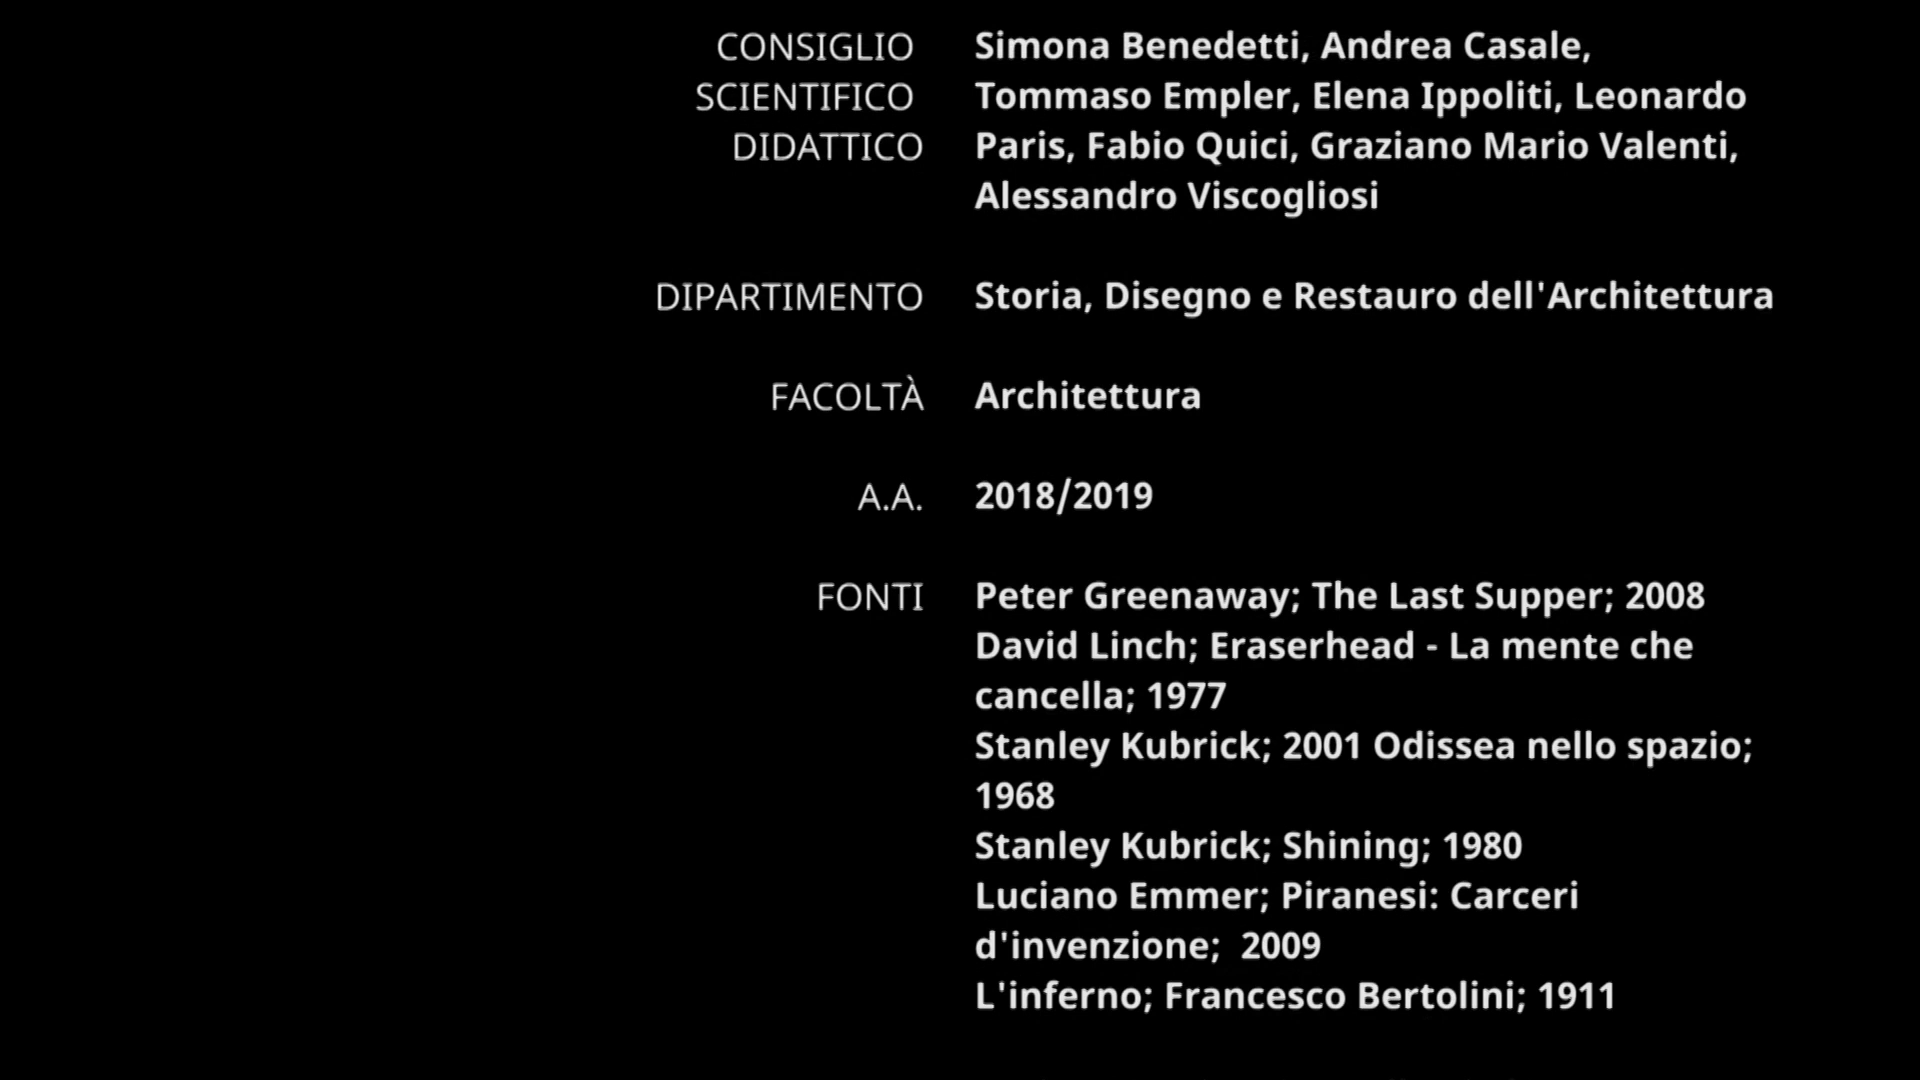 CONSIGLIO Simona Benedetti, Andrea Casale,
SCIENTIFICO Tommaso Empler, Elena Ippoliti, Leonardo
DIDATTICO Paris, Fabio Quici, Graziano Mario Valenti,
Alessandro Viscogliosi
DIPARTIMENTO Storia, Disegno e Restauro dell'Architettura
FACOLTÀ Architettura
A.A. 2018/2019
FONTI Peter Greenaway; The Last Supper; 2008
David Linch; Eraserhead - La mente che
cancella; 1977
Stanley Kubrick; 2001 Odissea nello spazio;
1968
Stanley Kubrick; Shining; 1980
Luciano Emmer; Piranesi: Carceri
d'invenzione;  2009
L'inferno; Francesco Bertolini; 1911